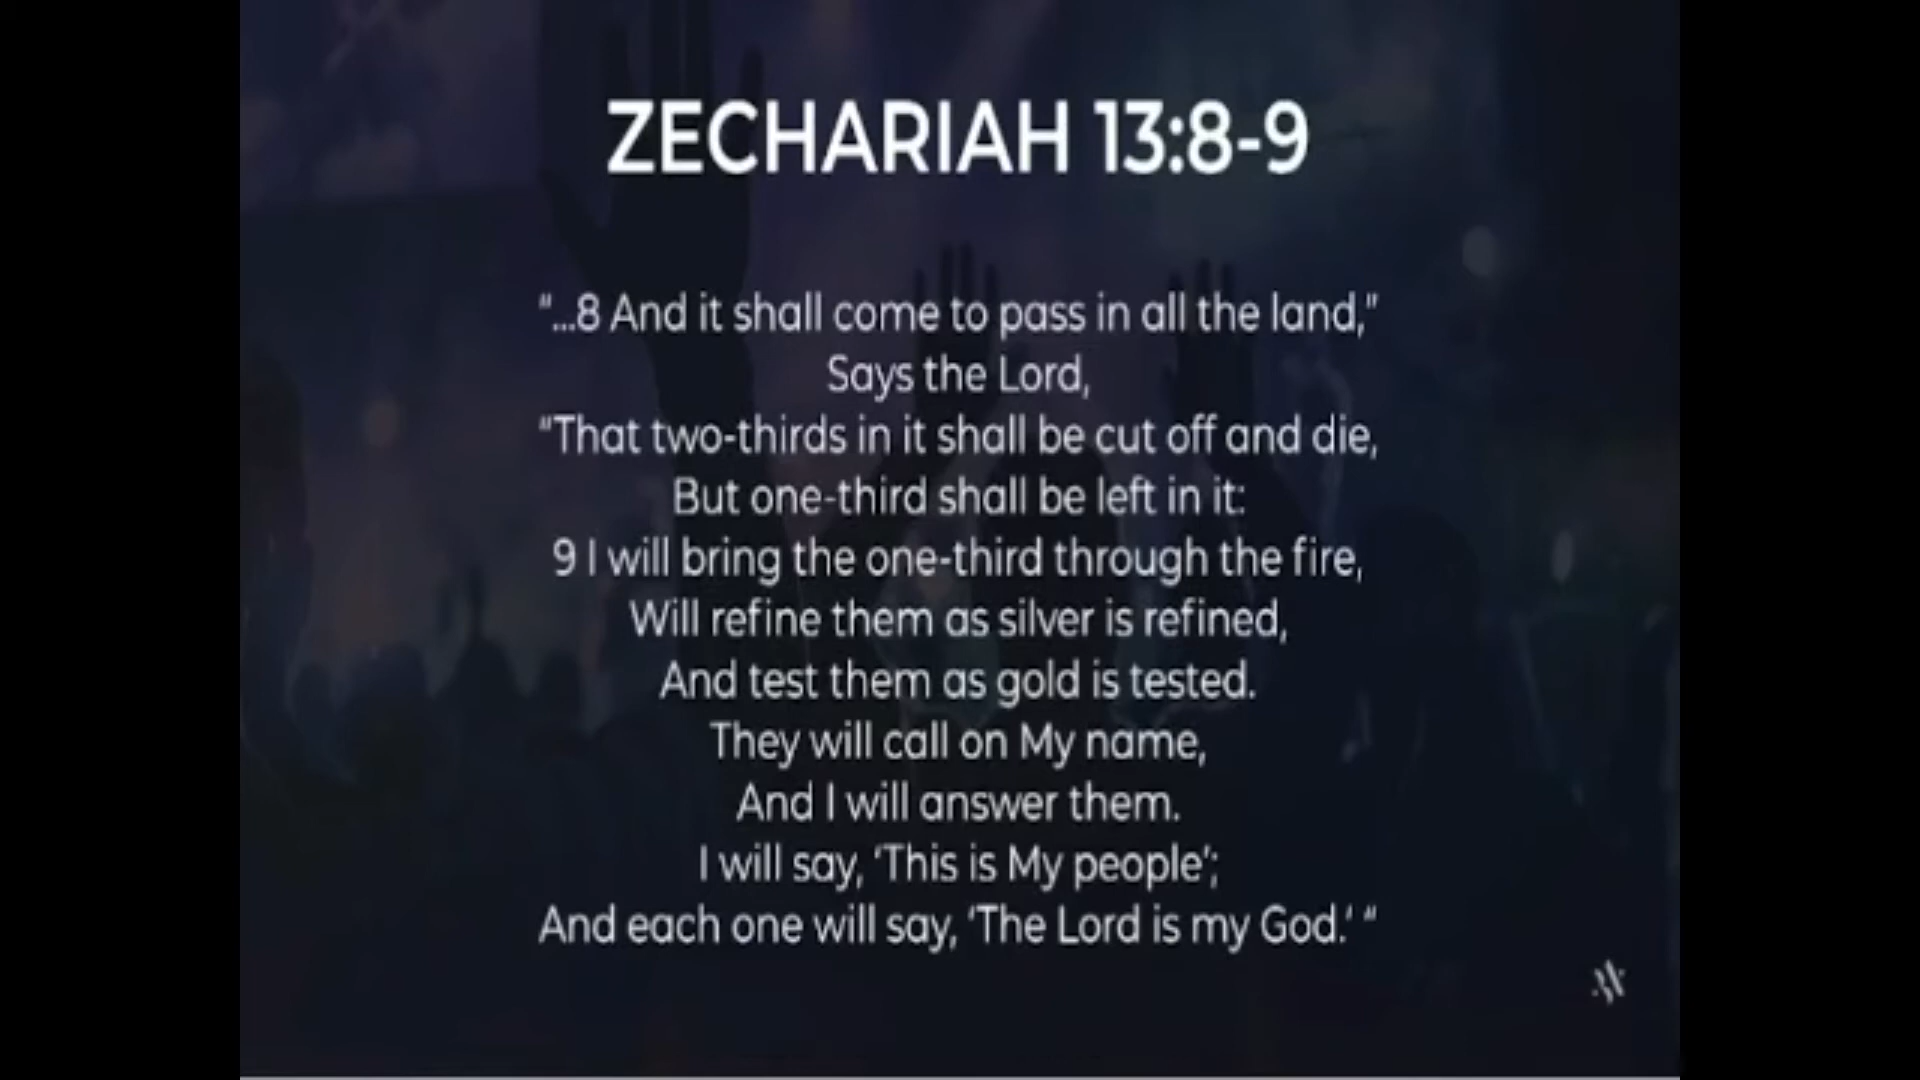 ZECHARIAH 13:8-9
“...8 And it shall come to pass in all the land,”
Says the Lord,
“That two-thirds in it shall be cut off and die,
But one-third shall be left in it:
9 I will bring the one-third through the fire,
Will refine them as silver is refined,
And test them as gold is tested.
They will call on My name,
And I will answer them.
I will say, ‘This is My people’;
And each one will say, ‘The Lord is my God.’ “